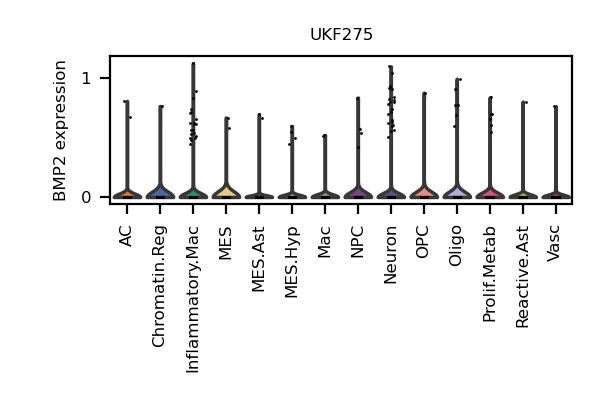 UKF275
BMP2 expression
1
0
AC
Chromatin.Reg
Inflammatory.Mac
MES
MES.Ast
MES.Hyp
Mac
NPC
Neuron
OPC
Oligo
Prolif.Metab
Reactive.Ast
Vasc